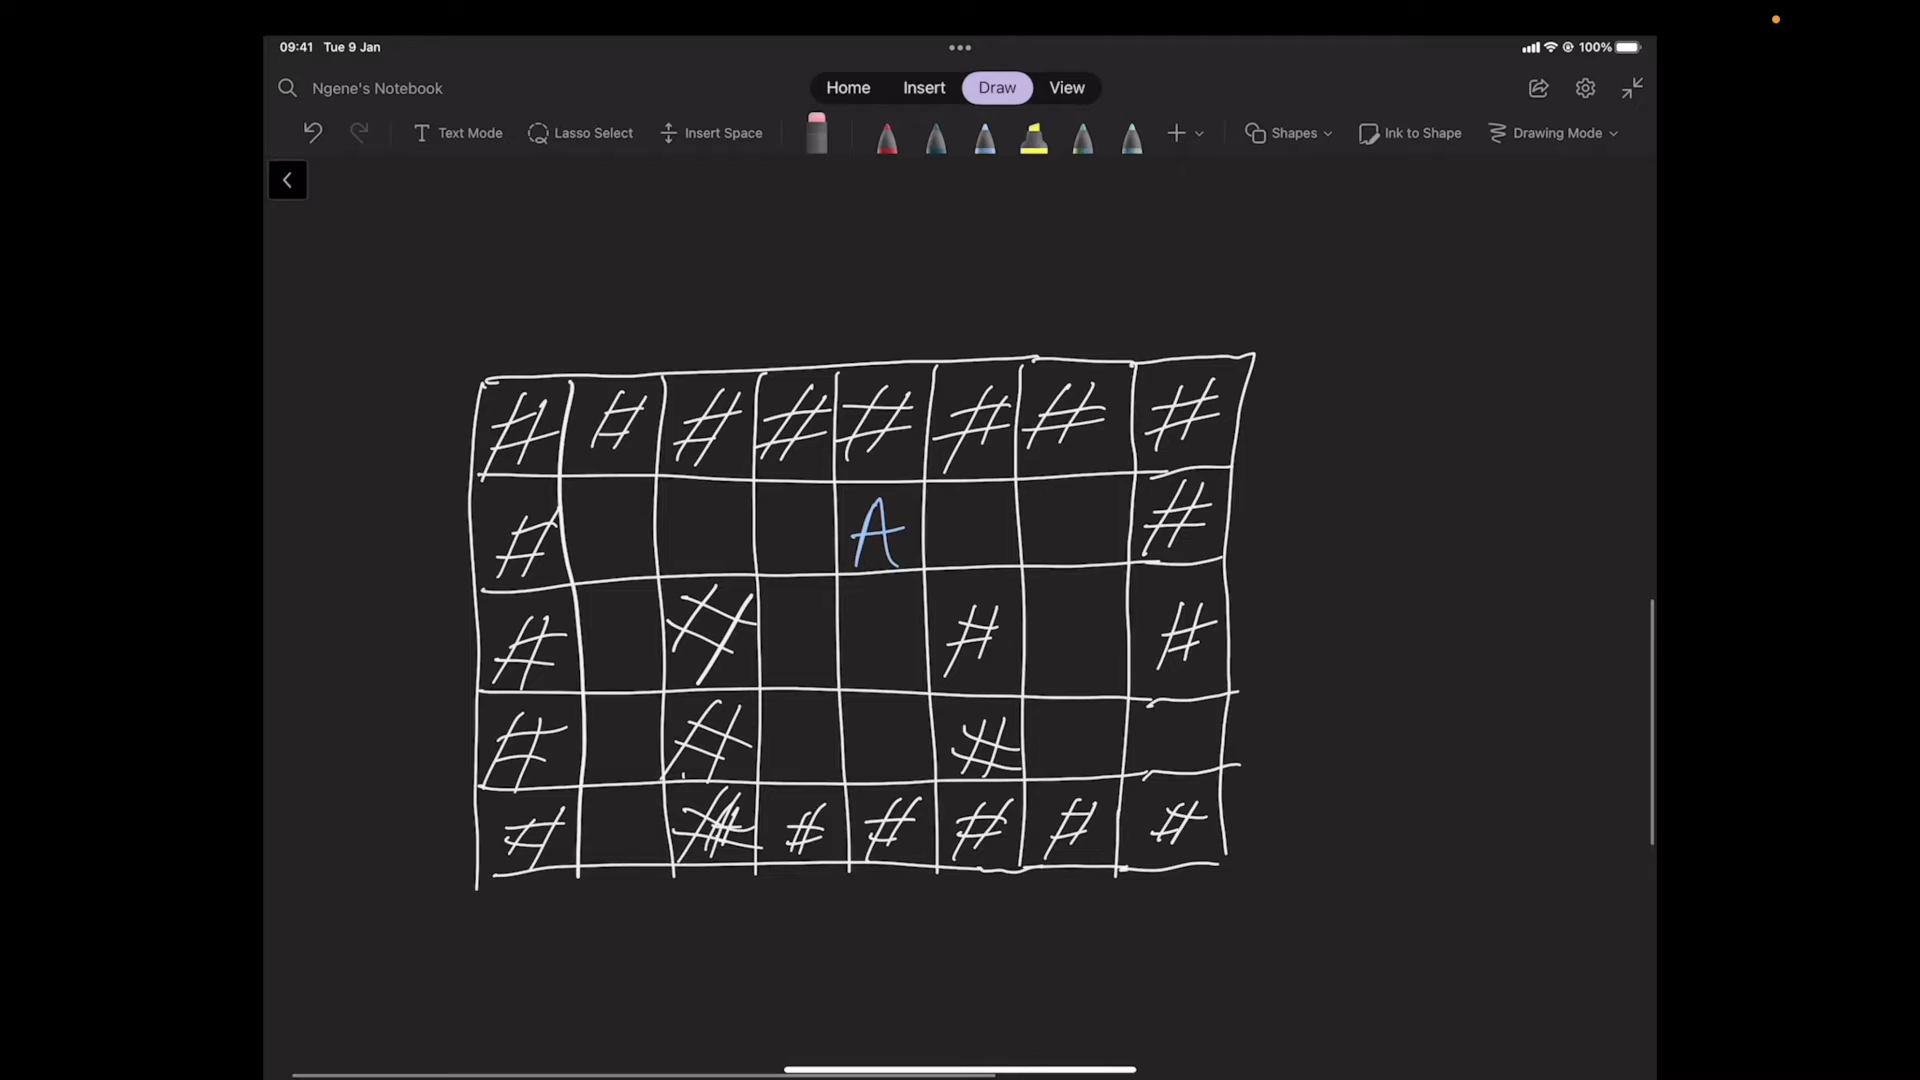 09:41 Tue 9 Jan 100%
Ngene's Notebook Home Insert Draw View
Text Mode Lasso Select Insert Space Shapes Ink to Shape Drawing Mode
# # # # # # # #
# A #
# # # #
# # #
# # # # # # #